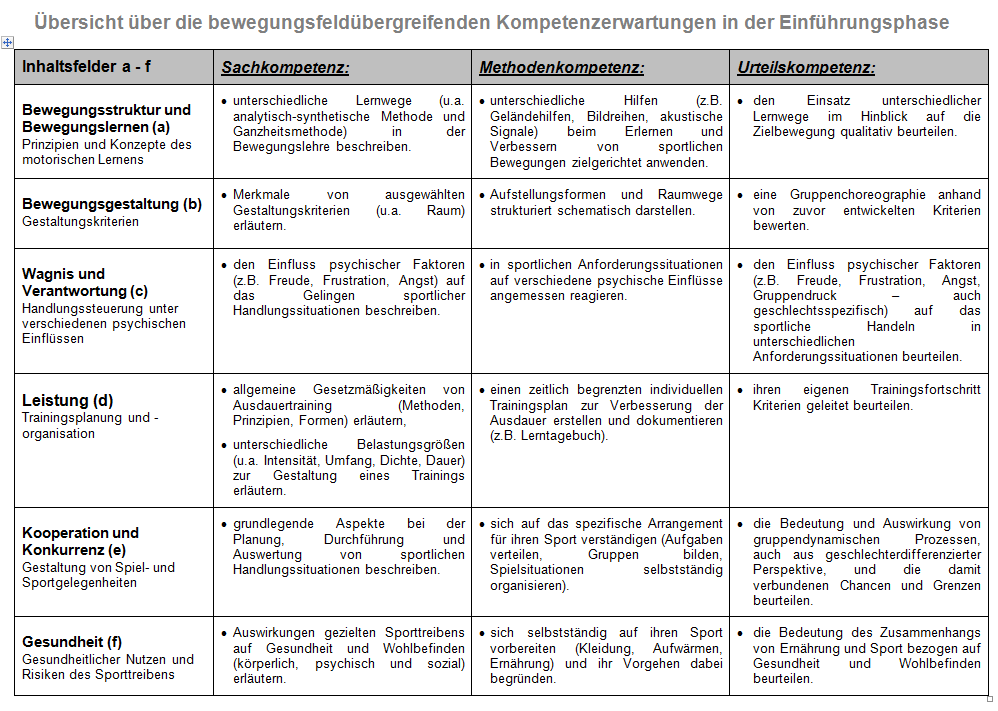 Übersicht über die bewegungsfeldübergreifenden Kompetenzerwartungen in der Einführungsphase
Inhaltsfelder a - f
Sachkompetenz:
Methodenkompetenz:
Urteilskompetenz:
Bewegungsstruktur und
Bewegungslernen (a)
Prinzipien und Konzepte des
motorischen Lernens
• unterschiedliche Lernwege (u.a.
analytisch-synthetische Methode und
Ganzheitsmethode) in der
Bewegungslehre beschreiben.
• unterschiedliche Hilfen (z.B.
Geländehilfen, Bildreihen, akustische
Signale) beim Erlernen und
Verbessern von sportlichen
Bewegungen zielgerichtet anwenden.
• den Einsatz unterschiedlicher
Lernwege im Hinblick auf die
Zielbewegung qualitativ beurteilen.
Bewegungsgestaltung (b)
Gestaltungskriterien
• Merkmale von ausgewählten
Gestaltungskriterien (u.a. Raum)
erläutern.
• Aufstellungsformen und Raumwege
strukturiert schematisch darstellen.
• eine Gruppenchoreographie anhand
von zuvor entwickelten Kriterien
bewerten.
Wagnis und
Verantwortung (c)
Handlungssteuerung unter
verschiedenen psychischen
Einflüssen
• den Einfluss psychischer Faktoren
(z.B. Freude, Frustration, Angst) auf
das Gelingen sportlicher
Handlungssituationen beschreiben.
• in sportlichen Anforderungssituationen
auf verschiedene psychische Einflüsse
angemessen reagieren.
• den Einfluss psychischer Faktoren
(z.B. Freude, Frustration, Angst,
Gruppendruck – auch
geschlechtsspezifisch) auf das
sportliche Handeln in
unterschiedlichen
Anforderungssituationen beurteilen.
Leistung (d)
Trainingsplanung und -
organisation
• allgemeine Gesetzmäßigkeiten von
Ausdauertraining (Methoden,
Prinzipien, Formen) erläutern,
• unterschiedliche Belastungsgrößen
(u.a. Intensität, Umfang, Dichte, Dauer)
zur Gestaltung eines Trainings
erläutern.
• einen zeitlich begrenzten individuellen
Trainingsplan zur Verbesserung der
Ausdauer erstellen und dokumentieren
(z.B. Lerntagebuch).
• ihren eigenen Trainingsfortschritt
Kriterien geleitet beurteilen.
Kooperation und
Konkurrenz (e)
Gestaltung von Spiel- und
Sportgelegenheiten
• grundlegende Aspekte bei der
Planung, Durchführung und
Auswertung von sportlichen
Handlungssituationen beschreiben.
• sich auf das spezifische Arrangement
für ihren Sport verständigen (Aufgaben
verteilen, Gruppen bilden,
Spielsituationen selbstständig
organisieren).
• die Bedeutung und Auswirkung von
gruppendynamischen Prozessen,
auch aus geschlechterdifferenzierter
Perspektive, und die damit
verbundenen Chancen und Grenzen
beurteilen.
Gesundheit (f)
Gesundheitlicher Nutzen und
Risiken des Sporttreibens
• Auswirkungen gezielten Sporttreibens
auf Gesundheit und Wohlbefinden
(körperlich, psychisch und sozial)
erläutern.
• sich selbstständig auf ihren Sport
vorbereiten (Kleidung, Aufwärmen,
Ernährung) und ihr Vorgehen dabei
begründen.
• die Bedeutung des Zusammenhangs
von Ernährung und Sport bezogen auf
Gesundheit und Wohlbefinden
beurteilen.